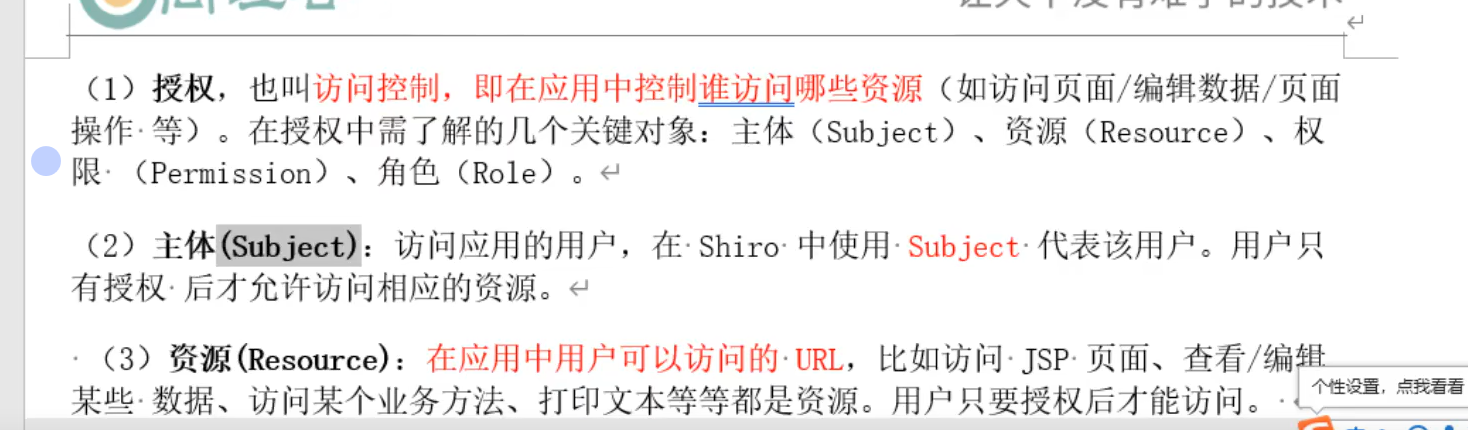 （1）授权，也叫访问控制，即在应用中控制谁访问哪些资源（如访问页面/编辑数据/页面
操作 等）。在授权中需了解的几个关键对象：主体（Subject）、资源（Resource）、权
限 （Permission）、角色（Role）。
（2）主体(Subject)：访问应用的用户，在 Shiro 中使用 Subject 代表该用户。用户只
有授权 后才允许访问相应的资源。
（3）资源(Resource)：在应用中用户可以访问的 URL，比如访问 JSP 页面、查看/编辑
某些 数据、访问某个业务方法、打印文本等等都是资源。用户只要授权后才能访问。
个性设置，点我看看